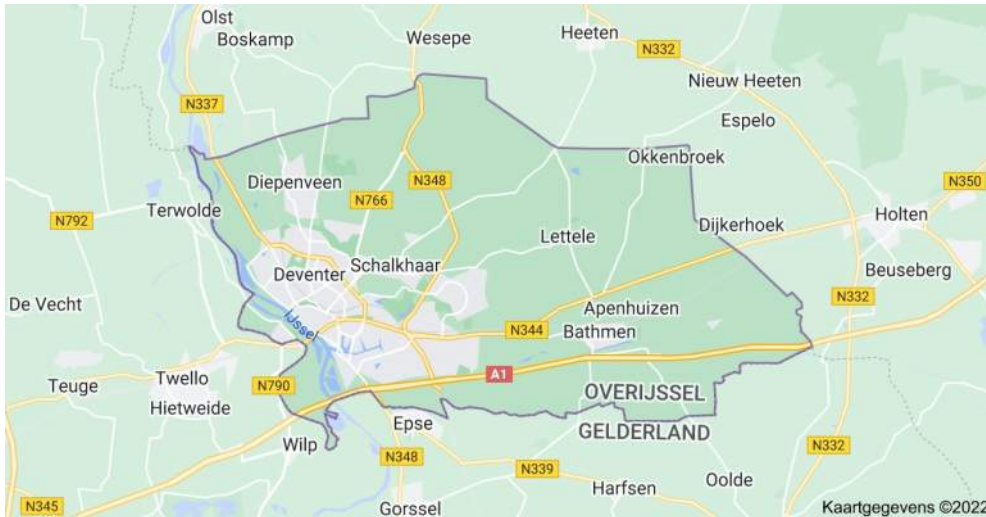 Olst
Boskamp
Wesepe
Heeten
N332
Nieuw Heeten
N337
Espelo
Okkenbroek
Diepenveen
N348
N766
N350
Terwolde
N792
Holten
Dijkerhoek
Lettele
Schalkhaar
Deventer
Beuseberg
De Vecht
N332
Apenhuizen
IJssel
N344
Bathmen
Twello
A1
Teuge
N790
OVERIJSSEL
Hietweide
Epse
GELDERLAND
Wilp
N332
N348
N339
Oolde
Harfsen
N345
Gorssel
Kaartgegevens ©2022